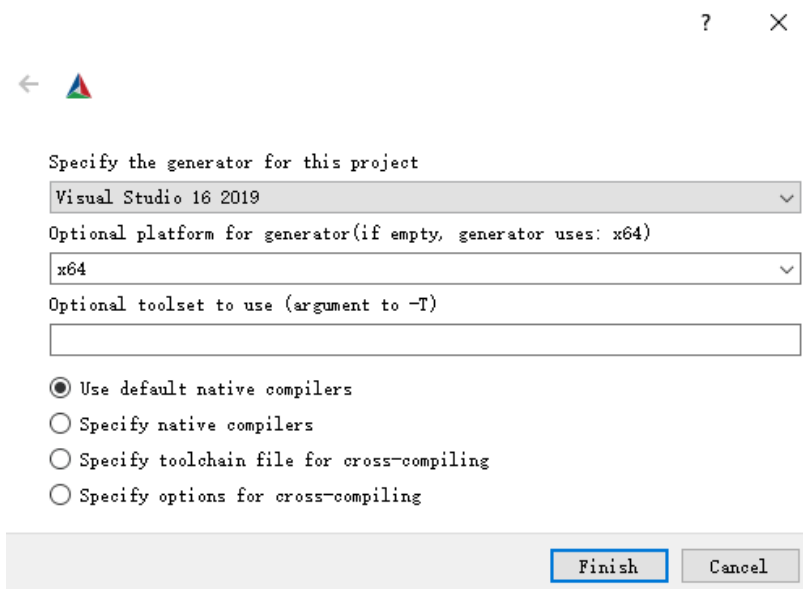 ?
Specify the generator for this project
Visual Studio 16 2019
Optional platform for generator(if empty, generator uses: x64)
x64
Optional toolset to use (argument to -T)
Use default native compilers
Specify native compilers
Specify toolchain file for cross-compiling
Specify options for cross-compiling
Finish Cancel